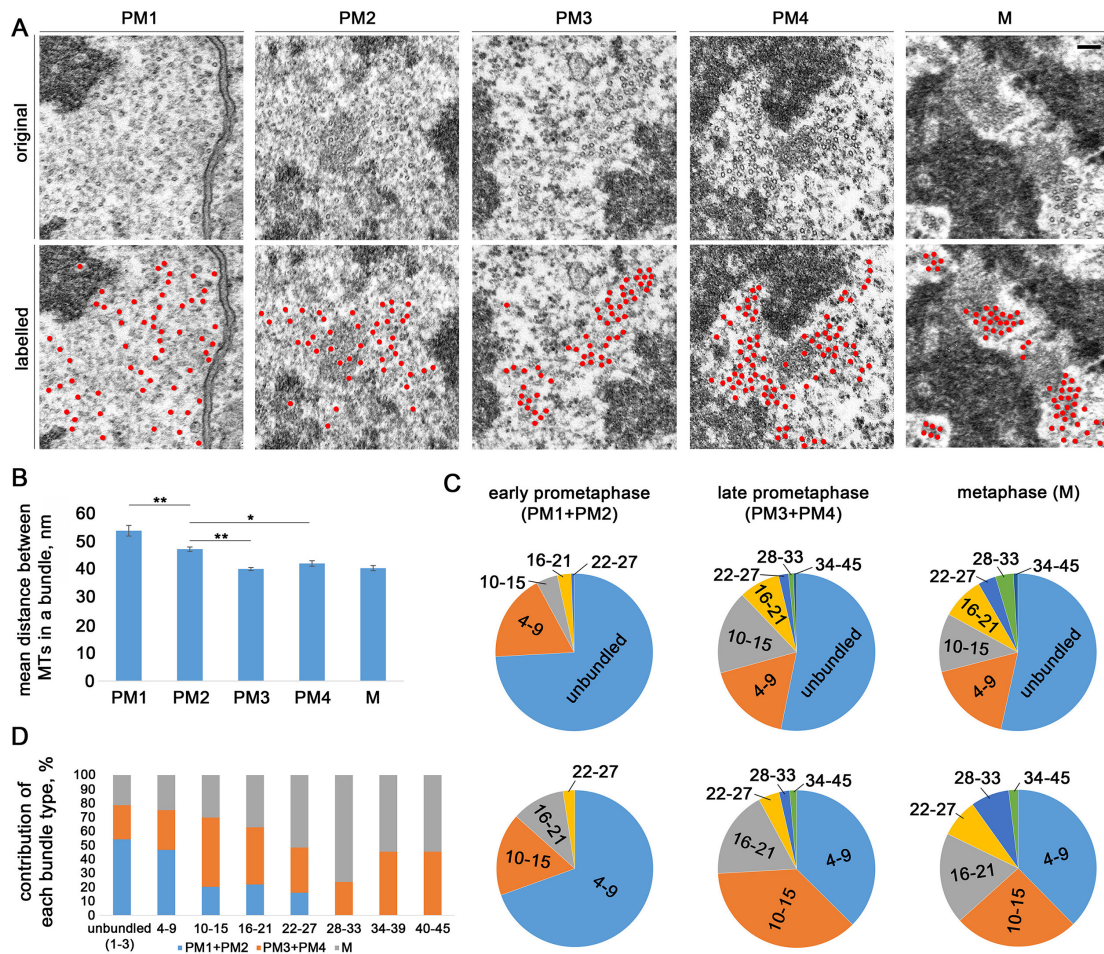 PM1 PM2 PM3 PM4 M
A
original
labelled
B
mean distance between
MTs in a bundle, nm
60
50
40
30
20
10
0
**
*
**
PM1 PM2 PM3 PM4 M
C
early prometaphase
(PM1+PM2)
late prometaphase
(PM3+PM4)
metaphase (M)
22-27
16-21
10-15
4-9
unbundled
28-33
34-45
22-27
16-21
10-15
4-9
unbundled
28-33
34-45
22-27
16-21
10-15
4-9
unbundled
22-27
16-21
10-15
4-9
28-33
34-45
22-27
16-21
4-9
10-15
28-33
34-45
22-27
16-21
4-9
10-15
D
contribution of
each bundle type, %
100
90
80
70
60
50
40
30
20
10
0
unbundled 4-9 10-15 16-21 22-27 28-33 34-39 40-45
(1-3)
PM1+PM2 PM3+PM4 M